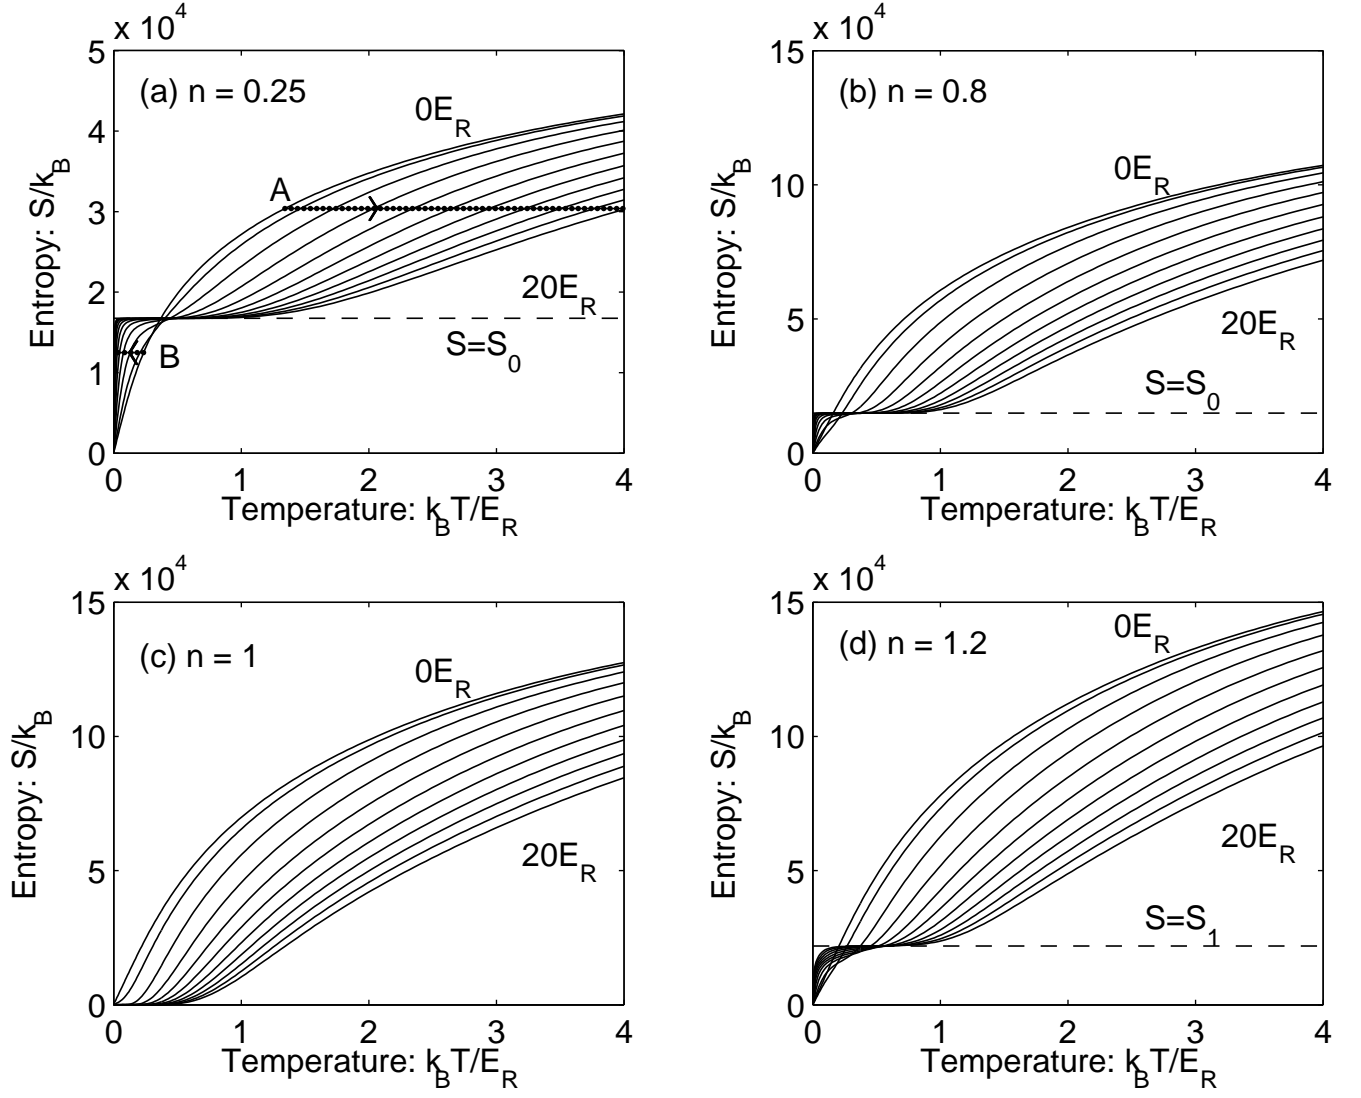 x 10^4
5
4
3
2
1
0
(a) n = 0.25
0E_R
A
20E_R
S=S_0
B
0 1 2 3 4
Temperature: k_BT/E_R
Entropy: S/k_B
x 10^4
15
10
5
0
(b) n = 0.8
0E_R
20E_R
S=S_0
0 1 2 3 4
Temperature: k_BT/E_R
Entropy: S/k_B
x 10^4
15
10
5
0
(c) n = 1
0E_R
20E_R
0 1 2 3 4
Temperature: k_BT/E_R
Entropy: S/k_B
x 10^4
15
10
5
0
(d) n = 1.2
0E_R
20E_R
S=S_1
0 1 2 3 4
Temperature: k_BT/E_R
Entropy: S/k_B